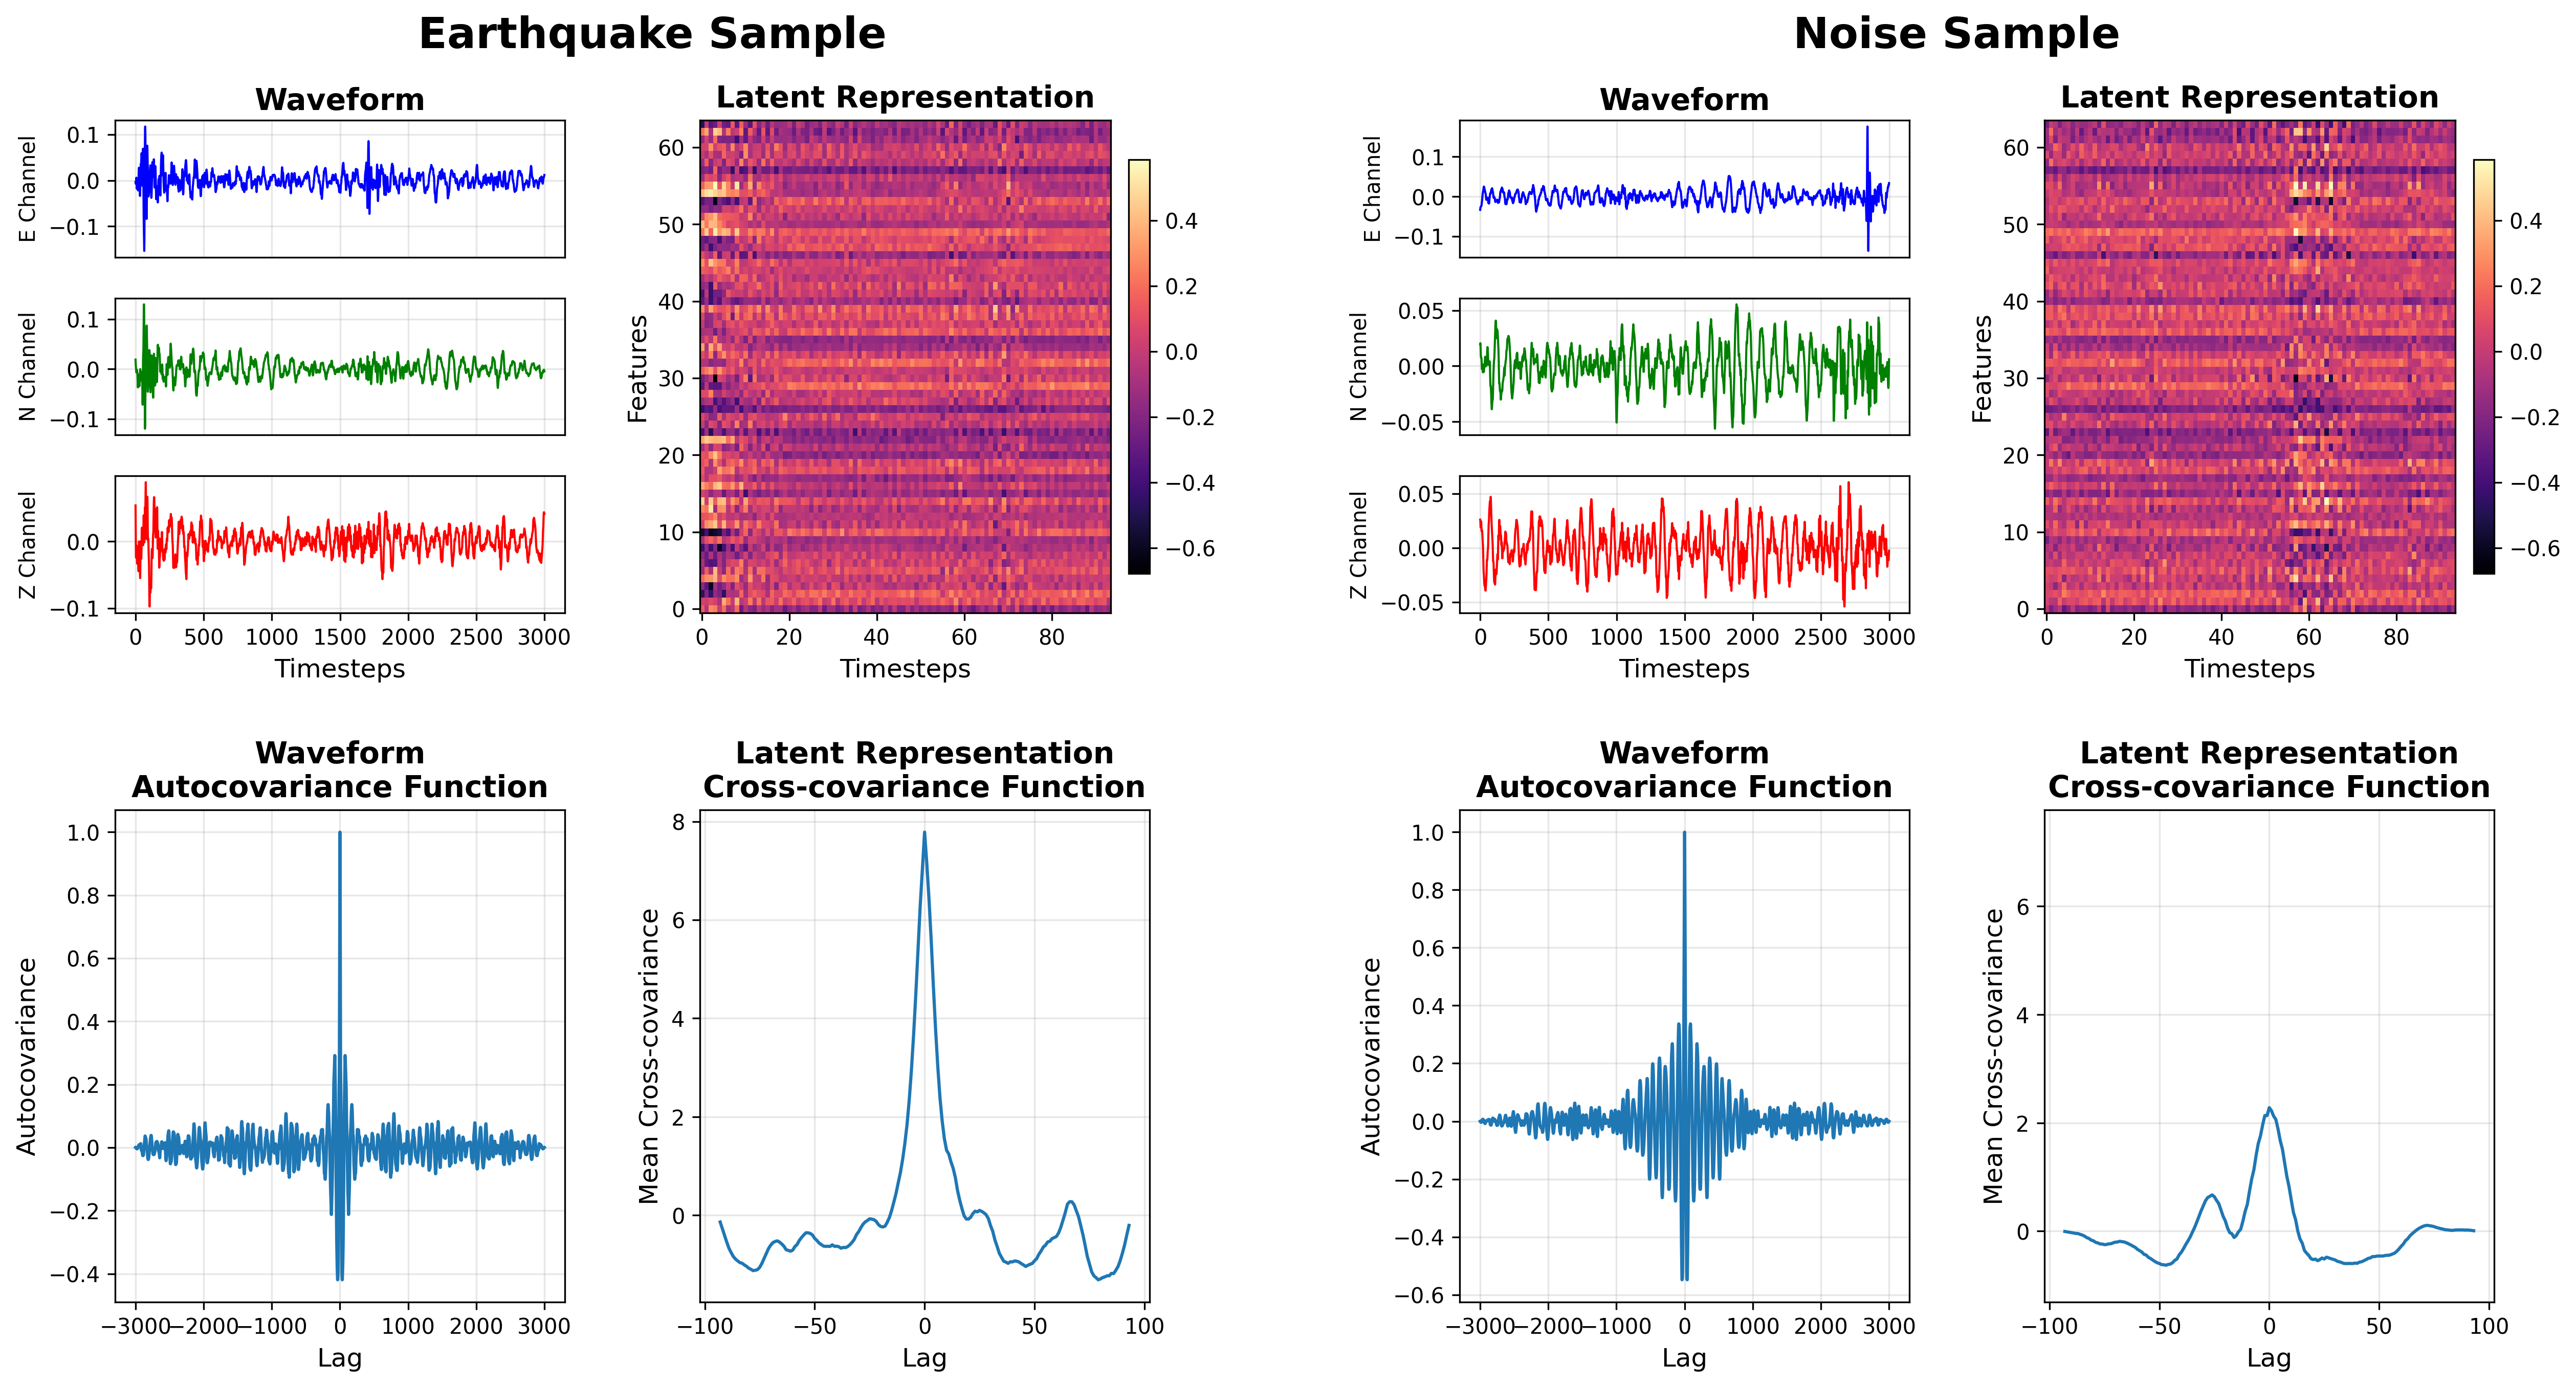 Earthquake Sample
Noise Sample
Waveform
Latent Representation
Waveform
Latent Representation
E Channel
0.1
0.0
−0.1
N Channel
0.1
0.0
−0.1
Z Channel
0.0
−0.1
0 500 1000 1500 2000 2500 3000
Timesteps
Features
60
50
40
30
20
10
0
0 20 40 60 80
Timesteps
0.4
0.2
0.0
−0.2
−0.4
−0.6
E Channel
0.1
0.0
−0.1
N Channel
0.05
0.00
−0.05
Z Channel
0.05
0.00
−0.05
0 500 1000 1500 2000 2500 3000
Timesteps
Features
60
50
40
30
20
10
0
0 20 40 60 80
Timesteps
0.4
0.2
0.0
−0.2
−0.4
−0.6
Waveform
Autocovariance Function
Autocovariance
1.0
0.8
0.6
0.4
0.2
0.0
−0.2
−0.4
−3000 −2000 −1000 0 1000 2000 3000
Lag
Latent Representation
Cross-covariance Function
Mean Cross-covariance
8
6
4
2
0
−100 −50 0 50 100
Lag
Waveform
Autocovariance Function
Autocovariance
1.0
0.8
0.6
0.4
0.2
0.0
−0.2
−0.4
−0.6
−3000 −2000 −1000 0 1000 2000 3000
Lag
Latent Representation
Cross-covariance Function
Mean Cross-covariance
6
4
2
0
−100 −50 0 50 100
Lag